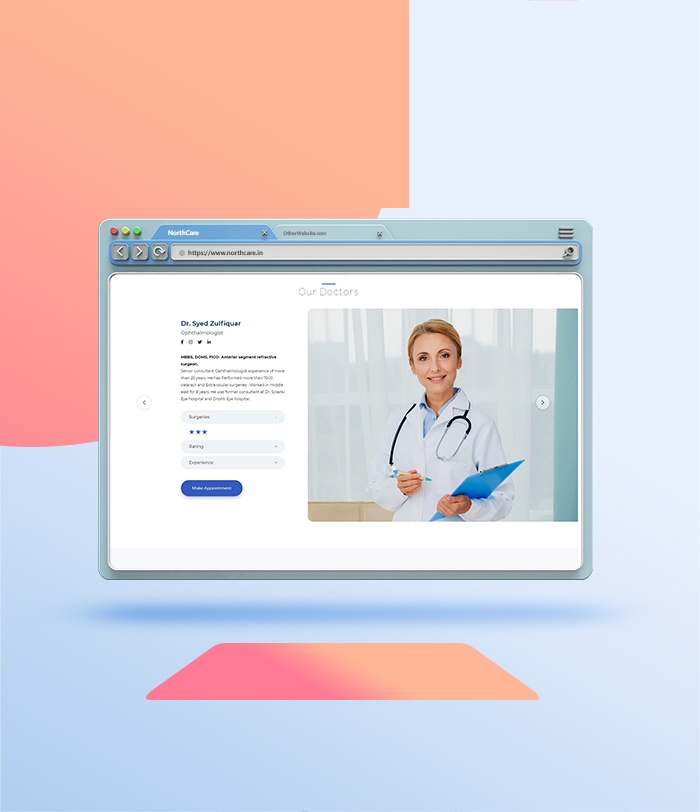 NorthCare
OtherWebsite.com
https://www.northcare.in
Our Doctors
Dr. Syed Zulfiquar
Ophthalmologist
MBBS, DOMS, FICO- Anterior segment refractive
surgeon.
Senior consultant Ophthalmologist experience of more
than 25 years. He has Performed more than 7500
cataract and Extraocular surgeries . Worked in middle
east for 8 years. He was former consultant at Dr. Solanki
Eye hospital and Drishti Eye hospital.
Surgeries -
Rating +
Experience +
Make Appointment